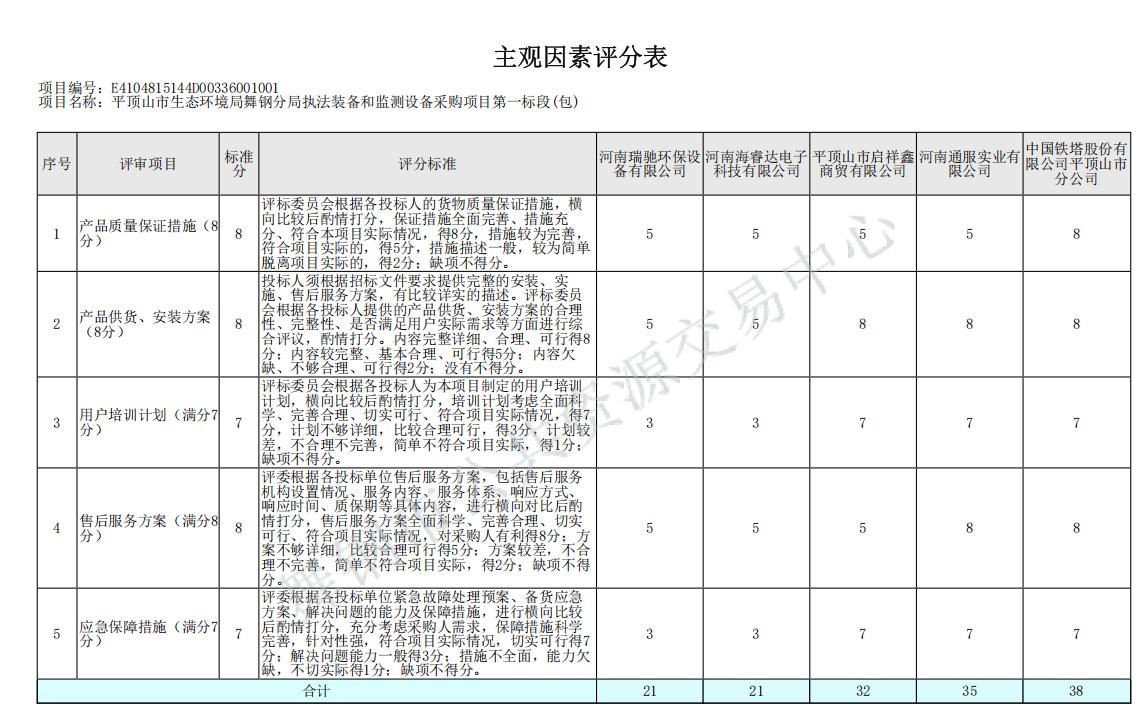 主观因素评分表
项目编号：E4104815144D00336001001
项目名称：平顶山市生态环境局舞钢分局执法装备和监测设备采购项目第一标段(包)
序号
评审项目
标准
分
评分标准
河南瑞驰环保设
备有限公司
河南海睿达电子
科技有限公司
平顶山市启祥鑫
商贸有限公司
河南通服实业有
限公司
中国铁塔股份有
限公司平顶山市
分公司
1
产品质量保证措施（8
分）
8
评标委员会根据各投标人的货物质量保证措施，横
向比较后酌情打分，保证措施全面完善、措施充
分、符合本项目实际情况，得8分，措施较为完善，
符合项目实际的，得5分，措施描述一般，较为简单
脱离项目实际的，得2分；缺项不得分。
5
5
5
5
8
2
产品供货、安装方案
（8分）
8
投标人须根据招标文件要求提供完整的安装、实
施、售后服务方案，有比较详实的描述。评标委员
会根据各投标人提供的产品供货、安装方案的合理
性、完整性、是否满足用户实际需求等方面进行综
合评议，酌情打分。内容完整详细、合理、可行得8
分；内容较完整、基本合理、可行得5分；内容欠
缺、不够合理、可行得2分；没有不得分。
5
5
8
8
8
3
用户培训计划（满分7
分）
7
评标委员会根据各投标人为本项目制定的用户培训
计划，横向比较后酌情打分，培训计划考虑全面科
学、完善合理、切实可行、符合项目实际情况，得7
分，计划不够详细，比较合理可行，得3分，计划较
差，不合理不完善，简单不符合项目实际，得1分；
缺项不得分。
3
3
7
7
7
4
售后服务方案（满分8
分）
8
评委根据各投标单位售后服务方案，包括售后服务
机构设置情况、服务内容、服务体系、响应方式、
响应时间、质保期等具体内容，进行横向对比后酌
情打分，售后服务方案全面科学、完善合理、切实
可行、符合项目实际情况，对采购人有利得8分；方
案不够详细，比较合理可行得5分；方案较差，不合
理不完善，简单不符合项目实际，得2分；缺项不得
分。
5
5
5
8
8
5
应急保障措施（满分7
分）
7
评委根据各投标单位紧急故障处理预案、备货应急
方案、解决问题的能力及保障措施，进行横向比较
后酌情打分，充分考虑采购人需求，保障措施科学
完善，针对性强，符合项目实际情况，切实可行得7
分；解决问题能力一般得3分；措施不全面，能力欠
缺，不切实际得1分；缺项不得分。
3
3
7
7
7
合计
21
21
32
35
38
舞钢市公共资源交易中心